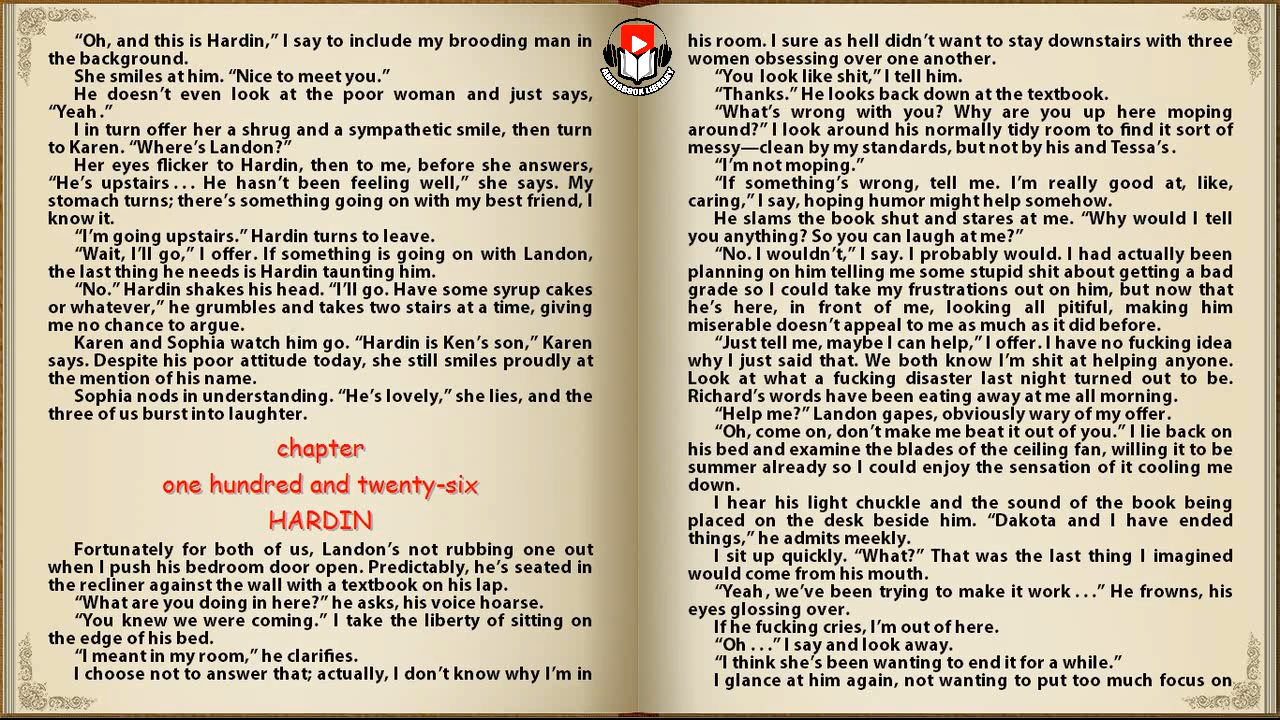 “Oh, and this is Hardin,” I say to include my brooding man in
the background.
She smiles at him. “Nice to meet you.”
He doesn’t even look at the poor woman and just says,
“Yeah.”
I in turn offer her a shrug and a sympathetic smile, then turn
to Karen. “Where’s Landon?”
Her eyes flicker to Hardin, then to me, before she answers,
“He’s upstairs . . . He hasn’t been feeling well,” she says. My
stomach turns; there’s something going on with my best friend, I
know it.
“I’m going upstairs.” Hardin turns to leave.
“Wait, I’ll go,” I offer. If something is going on with Landon,
the last thing he needs is Hardin taunting him.
“No.” Hardin shakes his head. “I’ll go. Have some syrup cakes
or whatever,” he grumbles and takes two stairs at a time, giving
me no chance to argue.
Karen and Sophia watch him go. “Hardin is Ken’s son,” Karen
says. Despite his poor attitude today, she still smiles proudly at
the mention of his name.
Sophia nods in understanding. “He’s lovely,” she lies, and the
three of us burst into laughter.
chapter
one hundred and twenty-six
HARDIN
Fortunately for both of us, Landon’s not rubbing one out
when I push his bedroom door open. Predictably, he’s seated in
the recliner against the wall with a textbook on his lap.
“What are you doing in here?” he asks, his voice hoarse.
“You knew we were coming.” I take the liberty of sitting on
the edge of his bed.
“I meant in my room,” he clarifies.
I choose not to answer that; actually, I don’t know why I’m in
AUDIOBOOK LIBRARY
his room. I sure as hell didn’t want to stay downstairs with three
women obsessing over one another.
“You look like shit,” I tell him.
“Thanks.” He looks back down at the textbook.
“What’s wrong with you? Why are you up here moping
around?” I look around his normally tidy room to find it sort of
messy—clean by my standards, but not by his and Tessa’s.
“I’m not moping.”
“If something’s wrong, tell me. I’m really good at, like,
caring,” I say, hoping humor might help somehow.
He slams the book shut and stares at me. “Why would I tell
you anything? So you can laugh at me?”
“No. I wouldn’t,” I say. I probably would. I had actually been
planning on him telling me some stupid shit about getting a bad
grade so I could take my frustrations out on him, but now that
he’s here, in front of me, looking all pitiful, making him
miserable doesn’t appeal to me as much as it did before.
“Just tell me, maybe I can help,” I offer. I have no fucking idea
why I just said that. We both know I’m shit at helping anyone.
Look at what a fucking disaster last night turned out to be.
Richard’s words have been eating away at me all morning.
“Help me?” Landon gapes, obviously wary of my offer.
“Oh, come on, don’t make me beat it out of you.” I lie back on
his bed and examine the blades of the ceiling fan, willing it to be
summer already so I could enjoy the sensation of it cooling me
down.
I hear his light chuckle and the sound of the book being
placed on the desk beside him. “Dakota and I have ended
things,” he admits meekly.
I sit up quickly. “What?” That was the last thing I imagined
would come from his mouth.
“Yeah, we’ve been trying to make it work . . .” He frowns, his
eyes glossing over.
If he fucking cries, I’m out of here.
“Oh . . .” I say and look away.
“I think she’s been wanting to end it for a while.”
I glance at him again, not wanting to put too much focus on